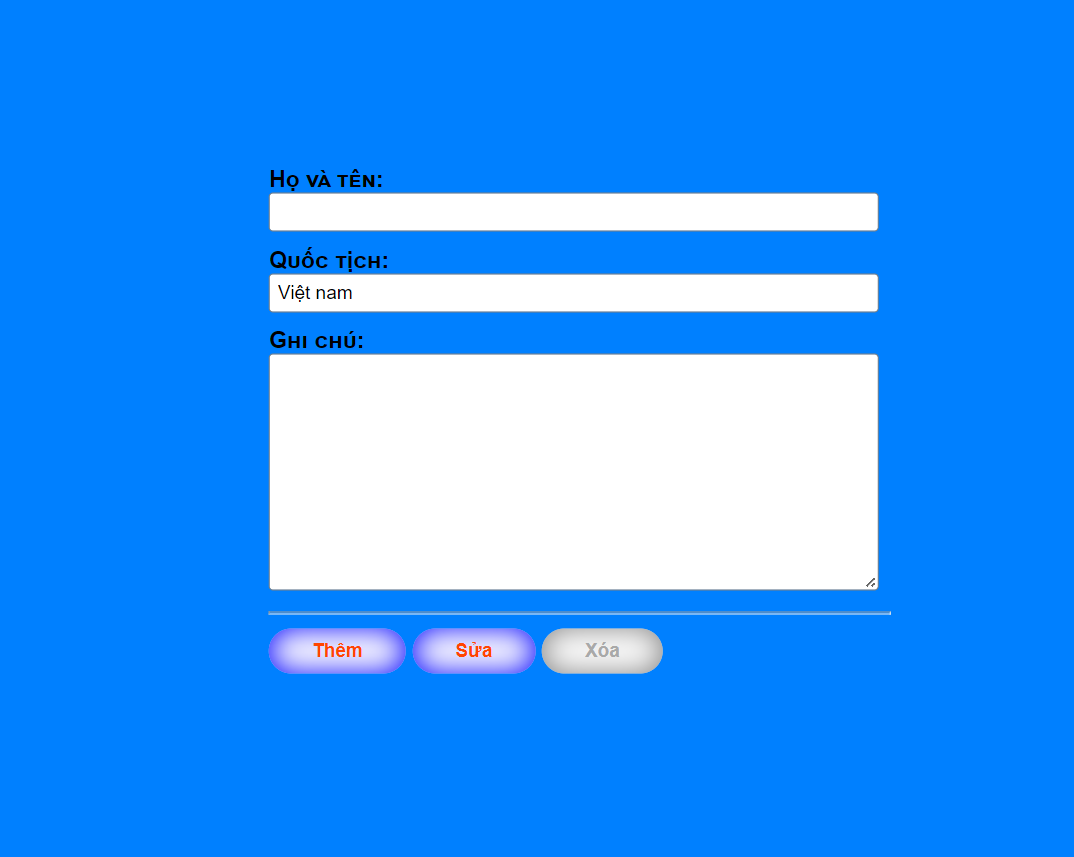 Họ và tên:
Quốc tịch:
Việt nam
Ghi chú:
Thêm Sửa Xóa